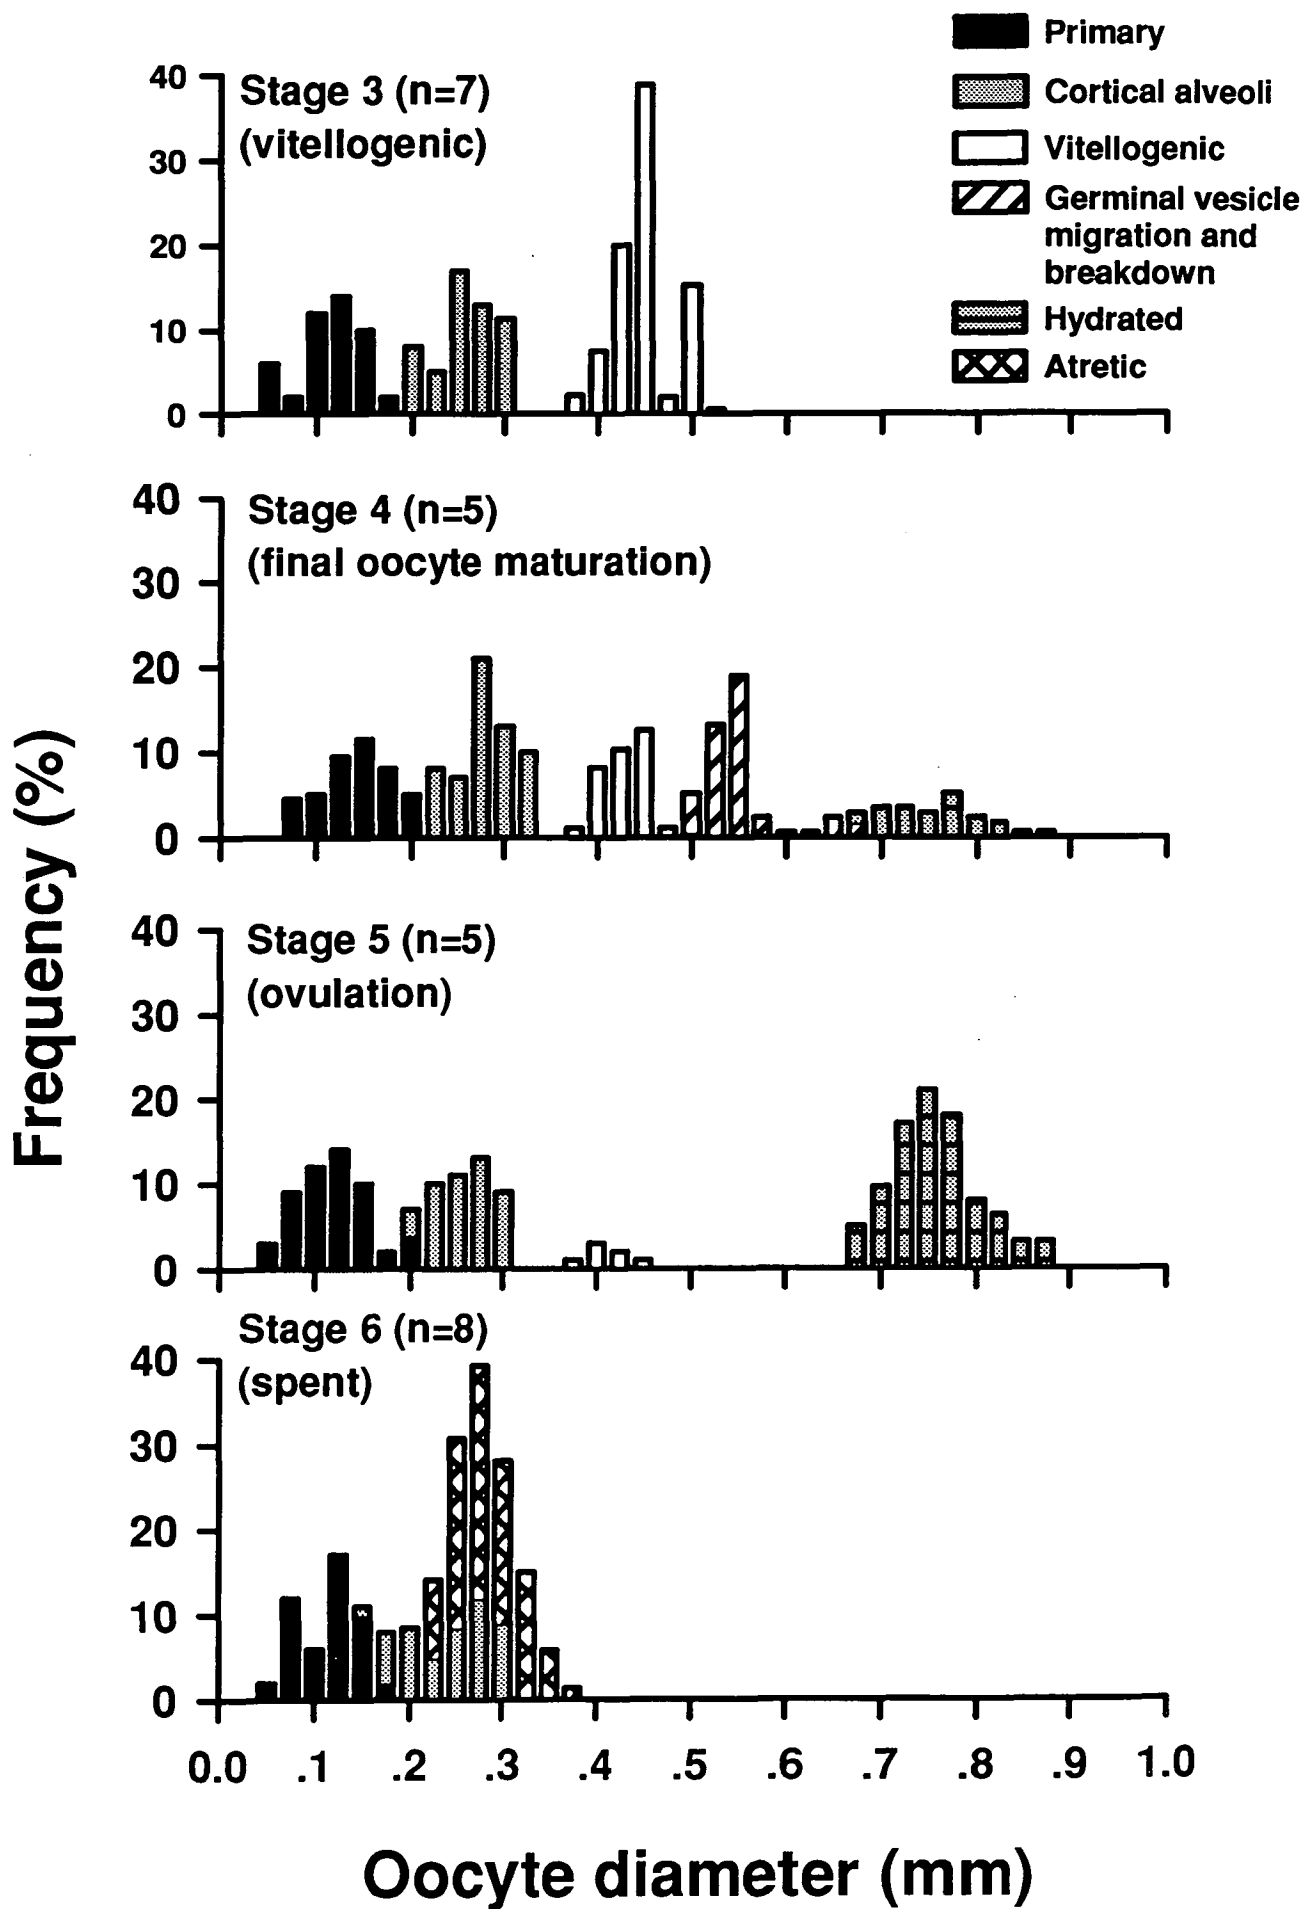 Primary
Cortical alveoli
Vitellogenic
Germinal vesicle
migration and
breakdown
Hydrated
Atretic
Stage 3 (n=7)
(vitellogenic)
40
30
20
10
0
Stage 4 (n=5)
(final oocyte maturation)
40
30
20
10
0
Stage 5 (n=5)
(ovulation)
40
30
20
10
0
Stage 6 (n=8)
(spent)
40
30
20
10
0
0.0 .1 .2 .3 .4 .5 .6 .7 .8 .9 1.0
Frequency (%)
Oocyte diameter (mm)